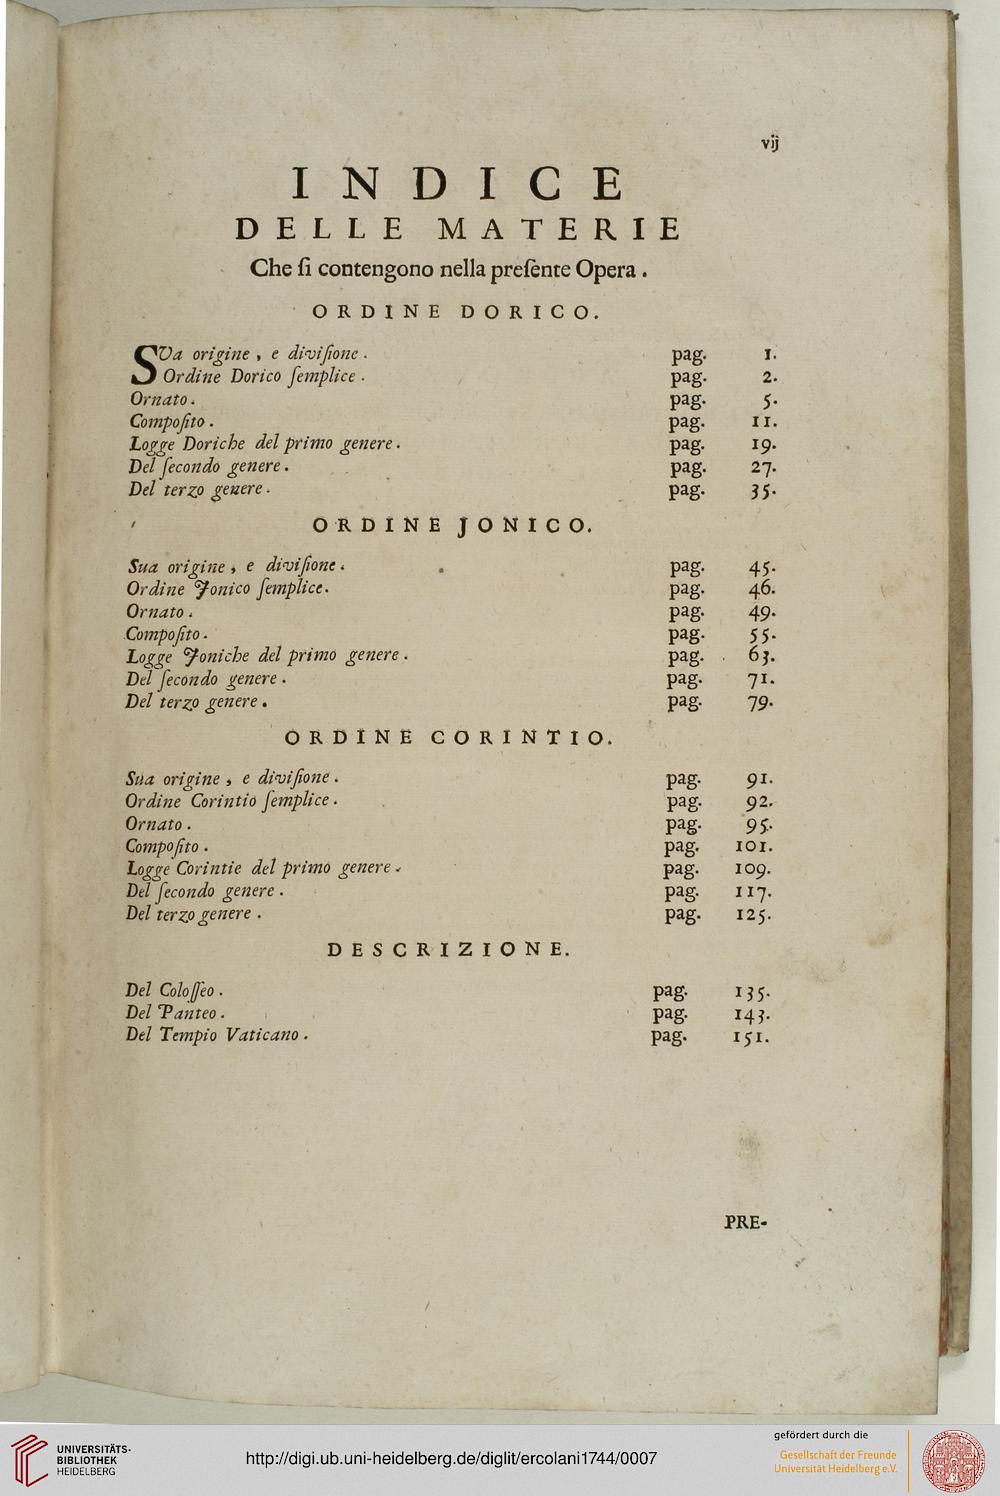 vij
INDICE
DELLE MATERIE
Che ſi contengono nella preſente Opera.
ORDINE DORICO.
SUa origine, e diviſione. pag. 1.
Ordine Dorico ſemplice. pag. 2.
Ornato. pag. 5.
Compoſito. pag. 11.
Logge Doriche del primo genere. pag. 19.
Del ſecondo genere. pag. 27.
Del terzo genere. pag. 35.
ORDINE JONICO.
Sua origine, e diviſione. pag. 45.
Ordine Jonico ſemplice. pag. 46.
Ornato. pag. 49.
Compoſito. pag. 55.
Logge Joniche del primo genere. pag. 63.
Del ſecondo genere. pag. 71.
Del terzo genere. pag. 79.
ORDINE CORINTIO.
Sua origine, e diviſione. pag. 91.
Ordine Corintio ſemplice. pag. 92.
Ornato. pag. 95.
Compoſito. pag. 101.
Logge Corintie del primo genere. pag. 109.
Del ſecondo genere. pag. 117.
Del terzo genere. pag. 125.
DESCRIZIONE.
Del Coloſſeo. pag. 135.
Del Panteo. pag. 143.
Del Tempio Vaticano. pag. 151.
PRE-
UNIVERSITÄTS-
BIBLIOTHEK
HEIDELBERG
http://digi.ub.uni-heidelberg.de/diglit/ercolani1744/0007
gefördert durch die
Gesellschaft der Freunde
Universität Heidelberg e.V.